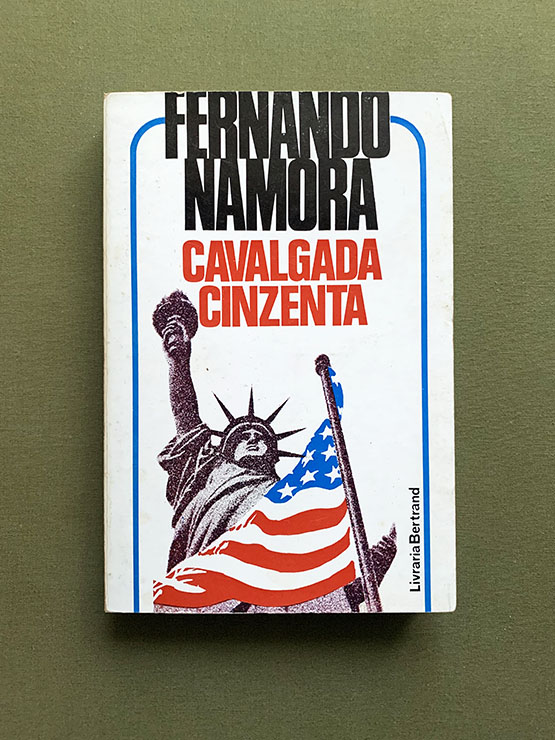 FERNANDO
NAMORA
CAVALGADA
CINZENTA
Livraria Bertrand